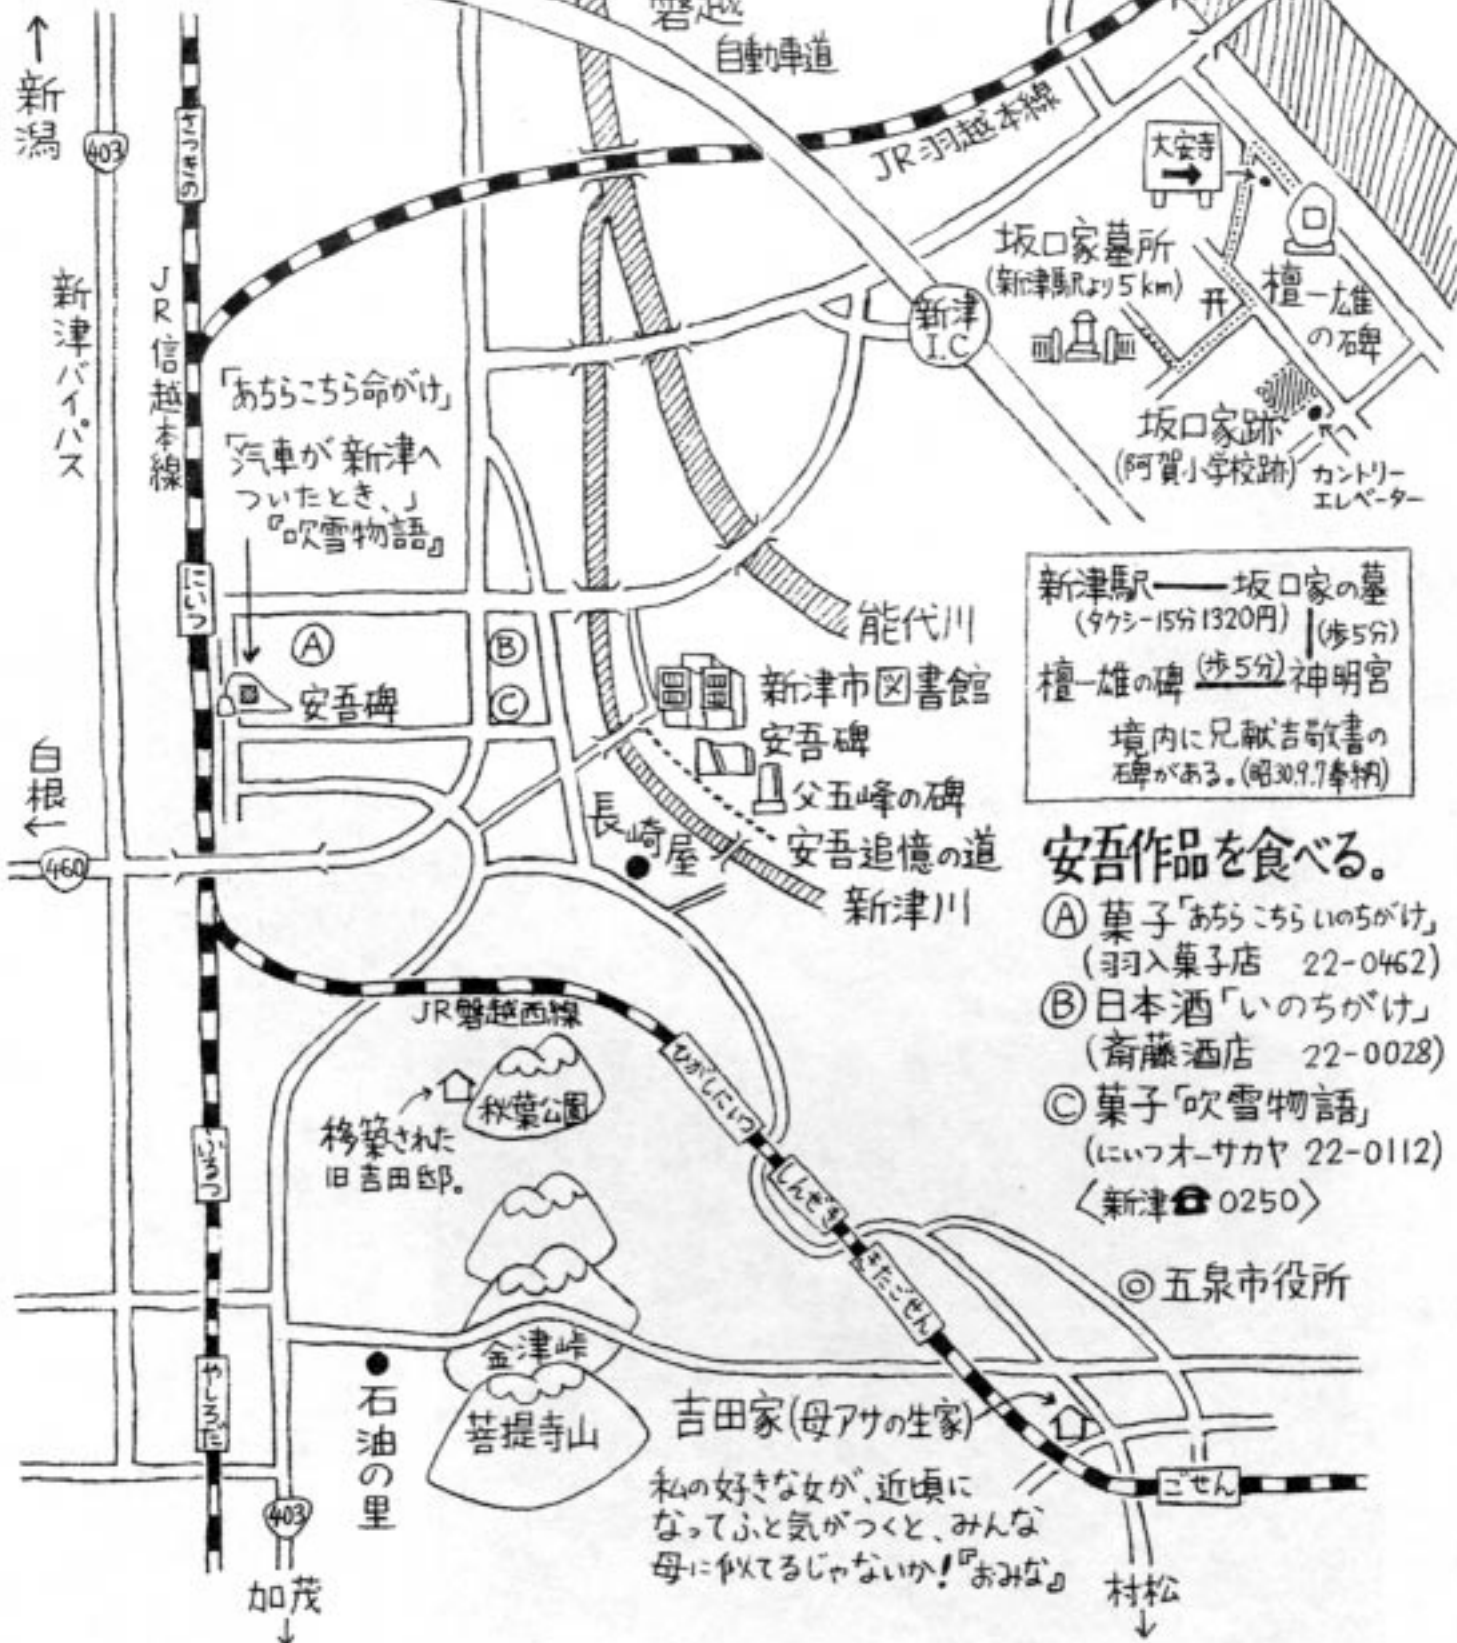 磐越
自動車道
↑
新潟
403
さつきの
JR羽越本線
大安寺
→
坂口家墓所
(新津駅より5km)
檀一雄
の碑
新津
I.C
新津バイパス
JR信越本線
「あちらこちら命がけ」
「汽車が新津へ
ついたとき、」
『吹雪物語』
坂口家跡
(阿賀小学校跡)
カントリー
エレベーター
にいつ
Ⓐ
Ⓑ
Ⓒ
安吾碑
能代川
新津市図書館
安吾碑
父五峰の碑
安吾追憶の道
新津川
長崎屋
新津駅 ― 坂口家の墓
(タクシー15分1320円)
(歩5分)
檀一雄の碑 (歩5分) 神明宮
境内に兄献吉敬書の
碑がある。(昭30.9.7奉納)
白根
←
460
安吾作品を食べる。
Ⓐ菓子「あちらこちらいのちがけ」
(羽入菓子店 22-0462)
Ⓑ日本酒「いのちがけ」
(斎藤酒店 22-0028)
Ⓒ菓子「吹雪物語」
(にいつオーサカヤ 22-0112)
〈新津☎0250〉
JR磐越西線
ひがしにいつ
秋葉公園
移築された
旧吉田邸。
しんせき
きたごせん
◎五泉市役所
金津峠
菩提寺山
石油の里
やしろだ
吉田家(母アサの生家)
ごせん
私の好きな女が、近頃に
なってふと気がつくと、みんな
母に似てるじゃないか!『おみな』
403
加茂
↓
村松
↓